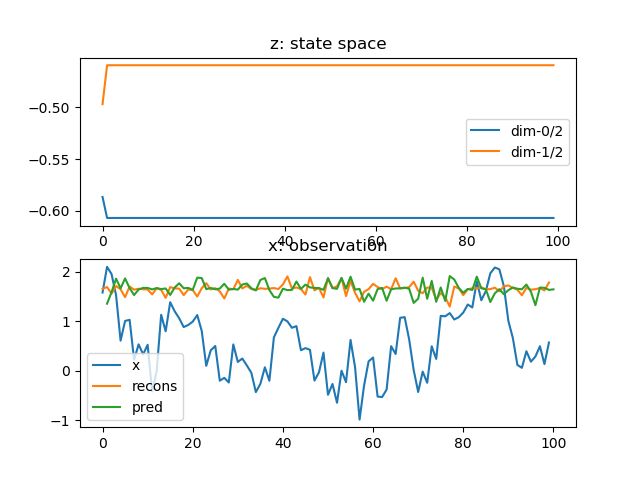 z: state space
−0.50
−0.55
−0.60
dim-0/2
dim-1/2
0 20 40 60 80 100
x: observation
2
1
0
−1
x
recons
pred
0 20 40 60 80 100